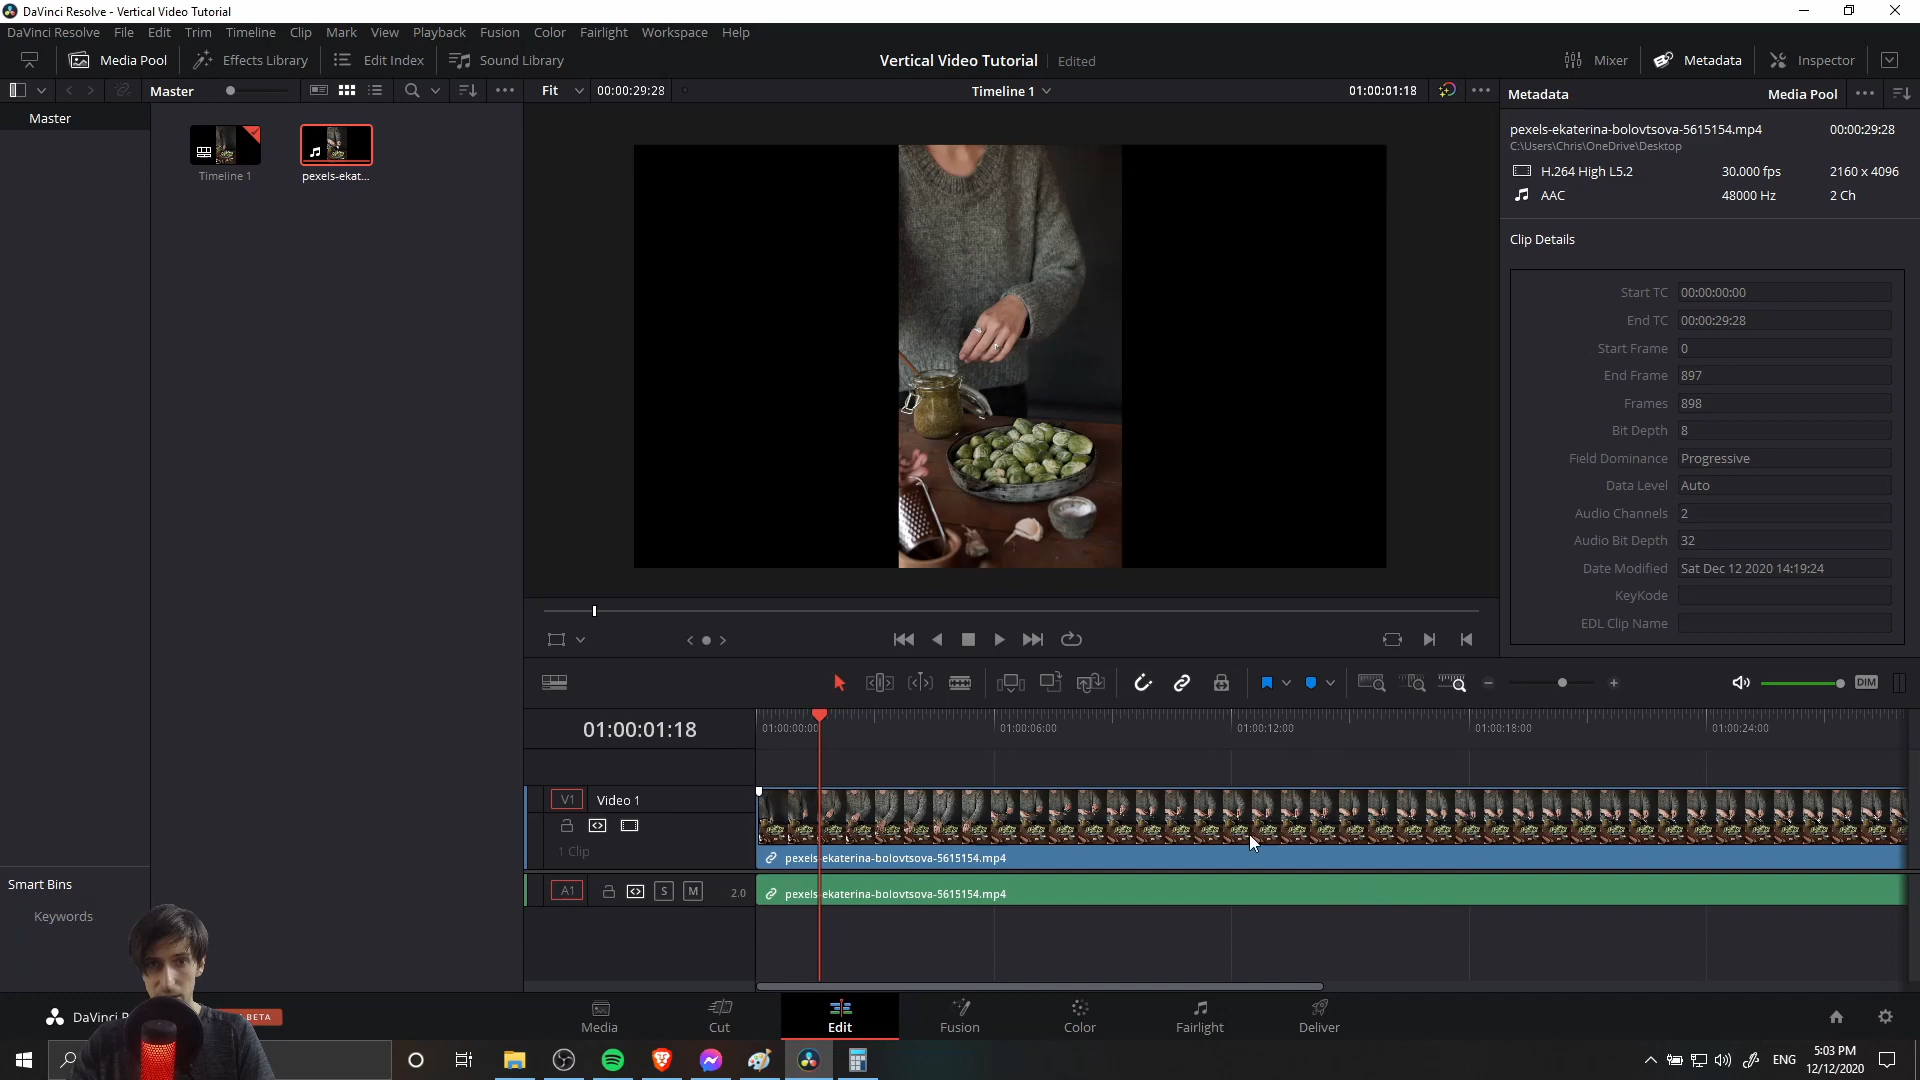 DaVinci Resolve - Vertical Video Tutorial
DaVinci Resolve File Edit Trim Timeline Clip Mark View Playback Fusion Color Fairlight Workspace Help
Media Pool Effects Library Edit Index Sound Library Vertical Video Tutorial Edited Mixer Metadata Inspector
Master Fit 00:00:29:28 Timeline 1 01:00:01:18 Metadata Media Pool
Master
Timeline 1 pexels-ekat...
pexels-ekaterina-bolovtsova-5615154.mp4 00:00:29:28
C:\Users\Chris\OneDrive\Desktop
H.264 High L5.2 30.000 fps 2160 x 4096
AAC 48000 Hz 2 Ch
Clip Details
Start TC 00:00:00:00
End TC 00:00:29:28
Start Frame 0
End Frame 897
Frames 898
Bit Depth 8
Field Dominance Progressive
Data Level Auto
Audio Channels 2
Audio Bit Depth 32
Date Modified Sat Dec 12 2020 14:19:24
KeyKode
EDL Clip Name
DIM
01:00:01:18 01:00:00:00 01:00:06:00 01:00:12:00 01:00:18:00 01:00:24:00
V1 Video 1
1 Clip
pexels-ekaterina-bolovtsova-5615154.mp4
A1 S M 2.0 pexels-ekaterina-bolovtsova-5615154.mp4
Smart Bins
Keywords
BETA
Media Cut Edit Fusion Color Fairlight Deliver
ENG 5:03 PM
12/12/2020